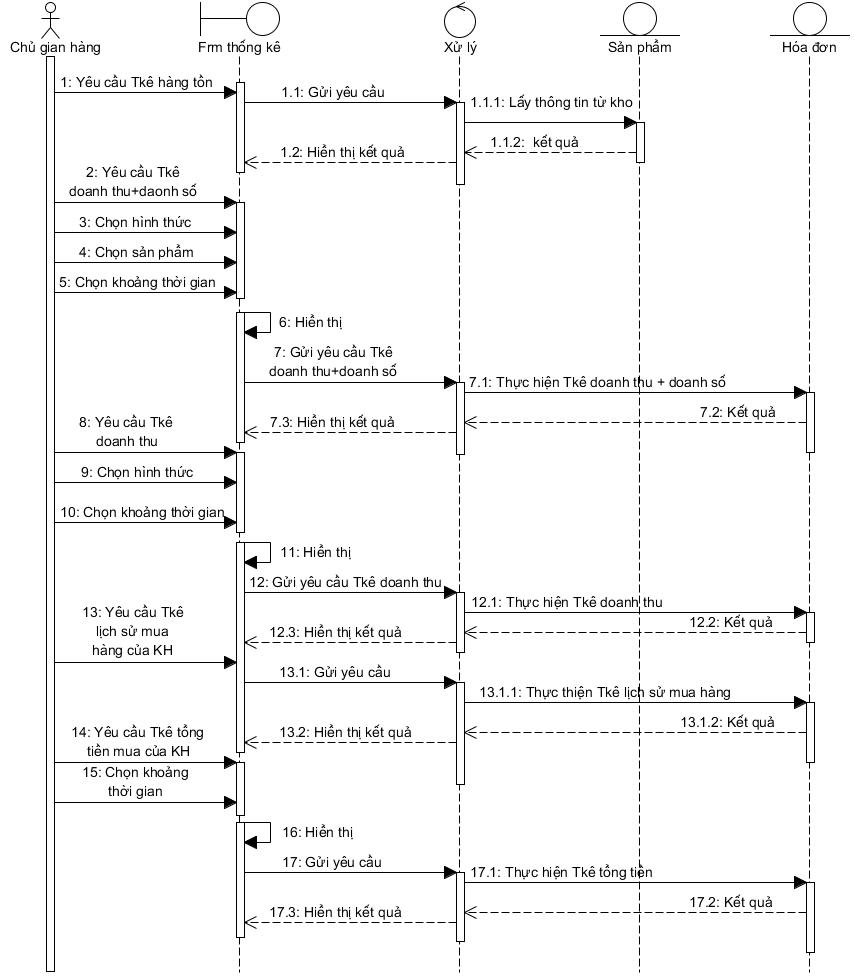 Chủ gian hàng
Frm thống kê
Xử lý
Sản phẩm
Hóa đơn
1: Yêu cầu Tkê hàng tồn
1.1: Gửi yêu cầu
1.1.1: Lấy thông tin từ kho
1.1.2:  kết quả
1.2: Hiển thị kết quả
2: Yêu cầu Tkê
doanh thu+daonh số
3: Chọn hình thức
4: Chọn sản phẩm
5: Chọn khoảng thời gian
6: Hiển thị
7: Gửi yêu cầu Tkê
doanh thu+doanh số
7.1: Thực hiện Tkê doanh thu + doanh số
7.2: Kết quả
7.3: Hiển thị kết quả
8: Yêu cầu Tkê
doanh thu
9: Chọn hình thức
10: Chọn khoảng thời gian
11: Hiển thị
12: Gửi yêu cầu Tkê doanh thu
12.1: Thực hiện Tkê doanh thu
12.2: Kết quả
12.3: Hiển thị kết quả
13: Yêu cầu Tkê
lịch sử mua
hàng của KH
13.1: Gửi yêu cầu
13.1.1: Thực thiện Tkê lịch sử mua hàng
13.1.2: Kết quả
13.2: Hiển thị kết quả
14: Yêu cầu Tkê tổng
tiền mua của KH
15: Chọn khoảng
thời gian
16: Hiển thị
17: Gửi yêu cầu
17.1: Thực hiện Tkê tổng tiền
17.2: Kết quả
17.3: Hiển thị kết quả